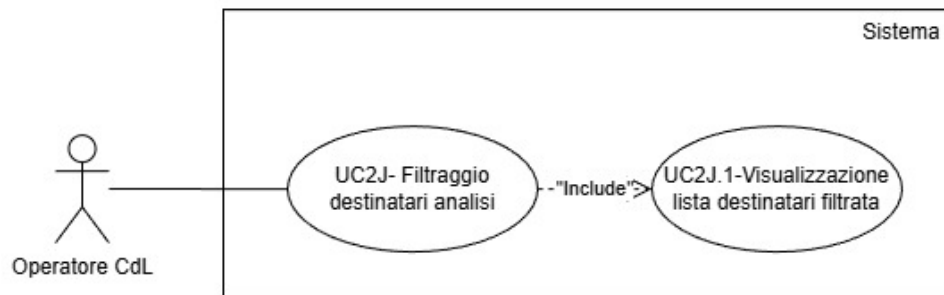 Sistema
UC2J- Filtraggio
destinatari analisi
"Include"
UC2J.1-Visualizzazione
lista destinatari filtrata
Operatore CdL